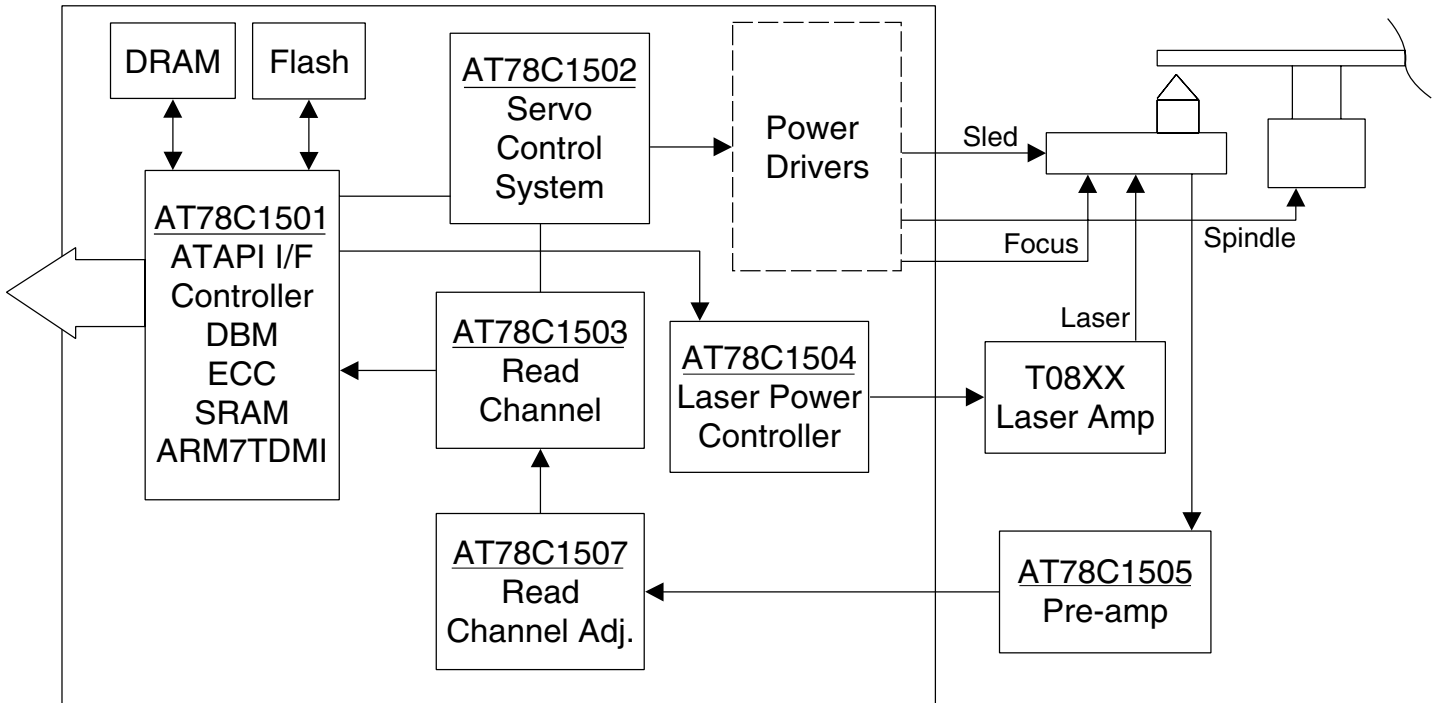 DRAM
Flash
AT78C1502
Servo
Control
System
Power
Drivers
Sled
Focus
Spindle
AT78C1501
ATAPI I/F
Controller
DBM
ECC
SRAM
ARM7TDMI
AT78C1503
Read
Channel
AT78C1504
Laser Power
Controller
Laser
T08XX
Laser Amp
AT78C1507
Read
Channel Adj.
AT78C1505
Pre-amp